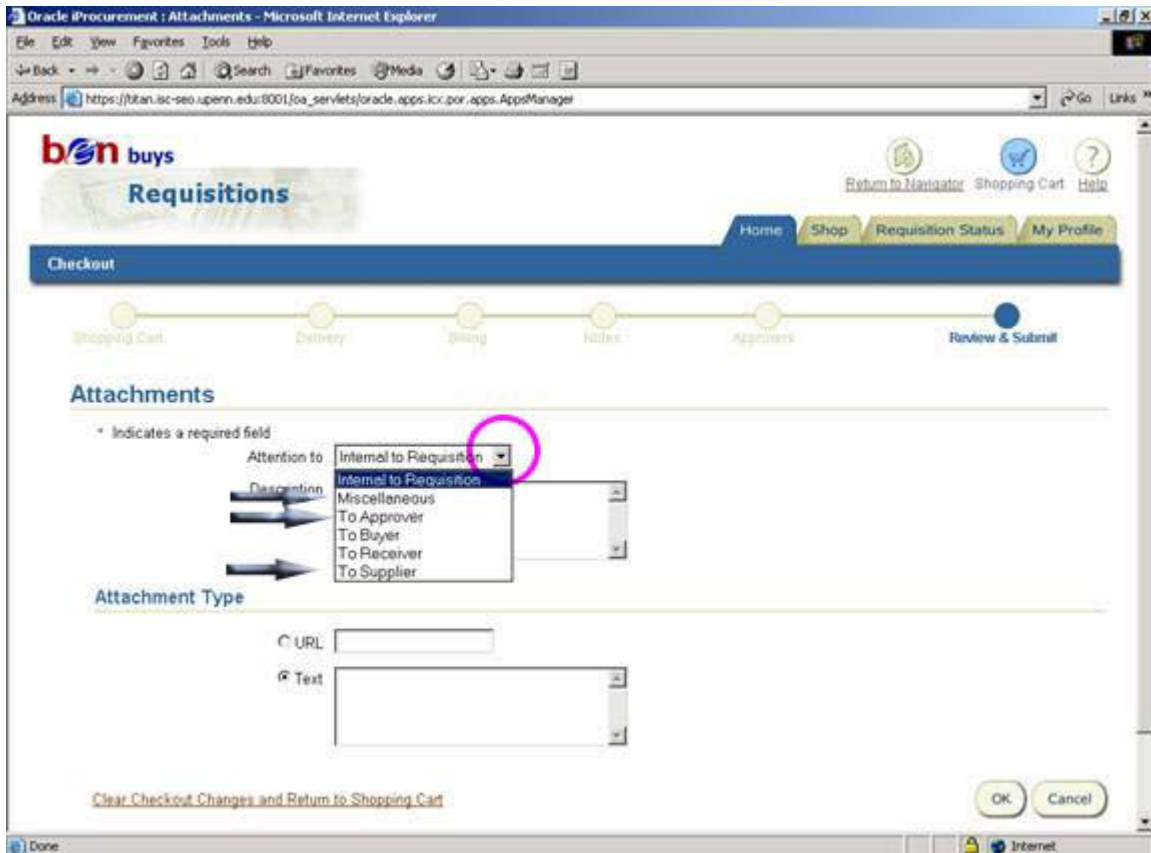 Oracle iProcurement : Attachments - Microsoft Internet Explorer
File Edit View Favorites Tools Help
Back Search Favorites Media
Address https://titan.isc-seo.upenn.edu:8001/oa_servlets/oracle.apps.icx.por.apps.AppsManager Go Links »
ben buys
Requisitions
Return to Navigator Shopping Cart Help
Home Shop Requisition Status My Profile
Checkout
Shopping Cart Delivery Billing Notes Approvers Review & Submit
Attachments
* Indicates a required field
Attention to Internal to Requisition
Internal to Requisition
Description
Miscellaneous
To Approver
To Buyer
To Receiver
To Supplier
Attachment Type
URL
Text
Clear Checkout Changes and Return to Shopping Cart
OK Cancel
Done Internet